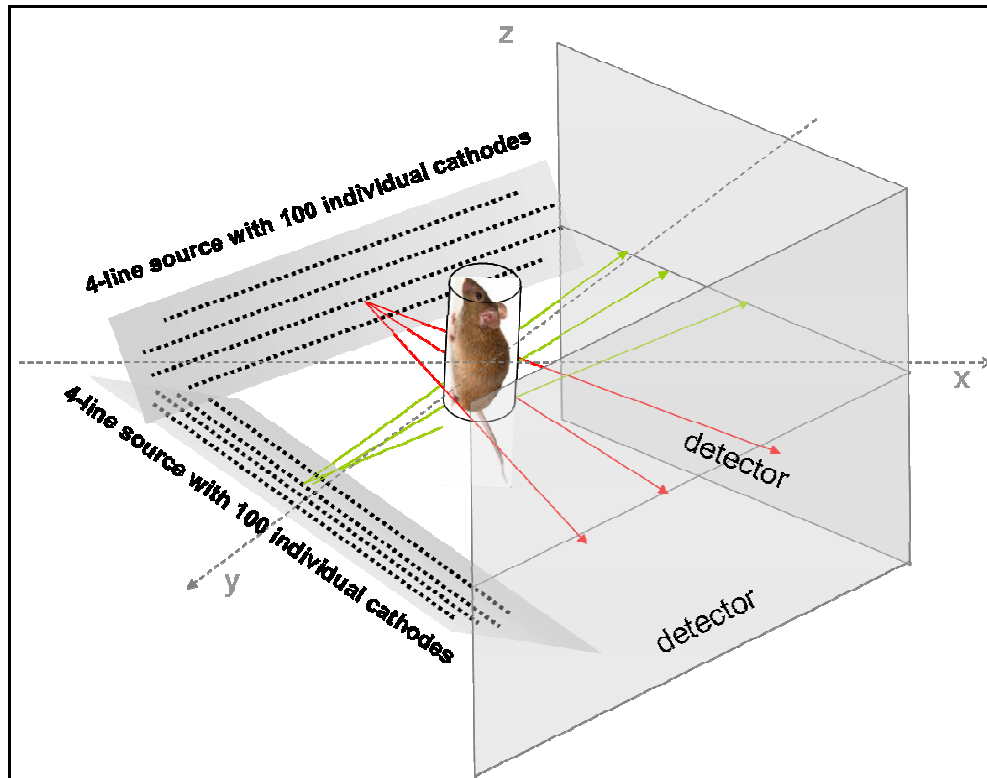 z
4-line source with 100 individual cathodes
x
4-line source with 100 individual cathodes
detector
y
detector